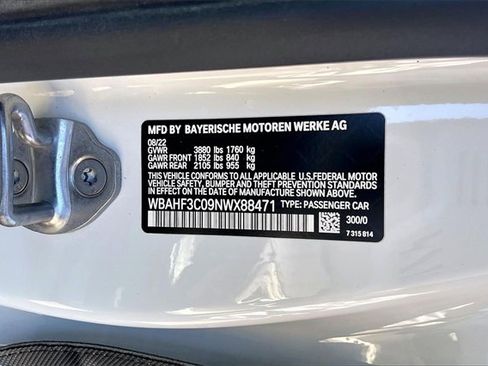 MFD BY BAYERISCHE MOTOREN WERKE AG
08/22
GVWR 3880 lbs 1760 kg
GAWR FRONT 1852 lbs 840 kg
GAWR REAR 2105 lbs 955 kg
THIS VEHICLE CONFORMS TO ALL APPLICABLE U.S.FEDERAL MOTOR
VEHICLE SAFETY, BUMPER, AND THEFT PREVENTION STANDARDS IN EFFECT ON THE
DATE OF MANUFACTURE SHOWN ABOVE.
WBAHF3C09NWX88471 TYPE: PASSENGER CAR
300/0
7 315 814